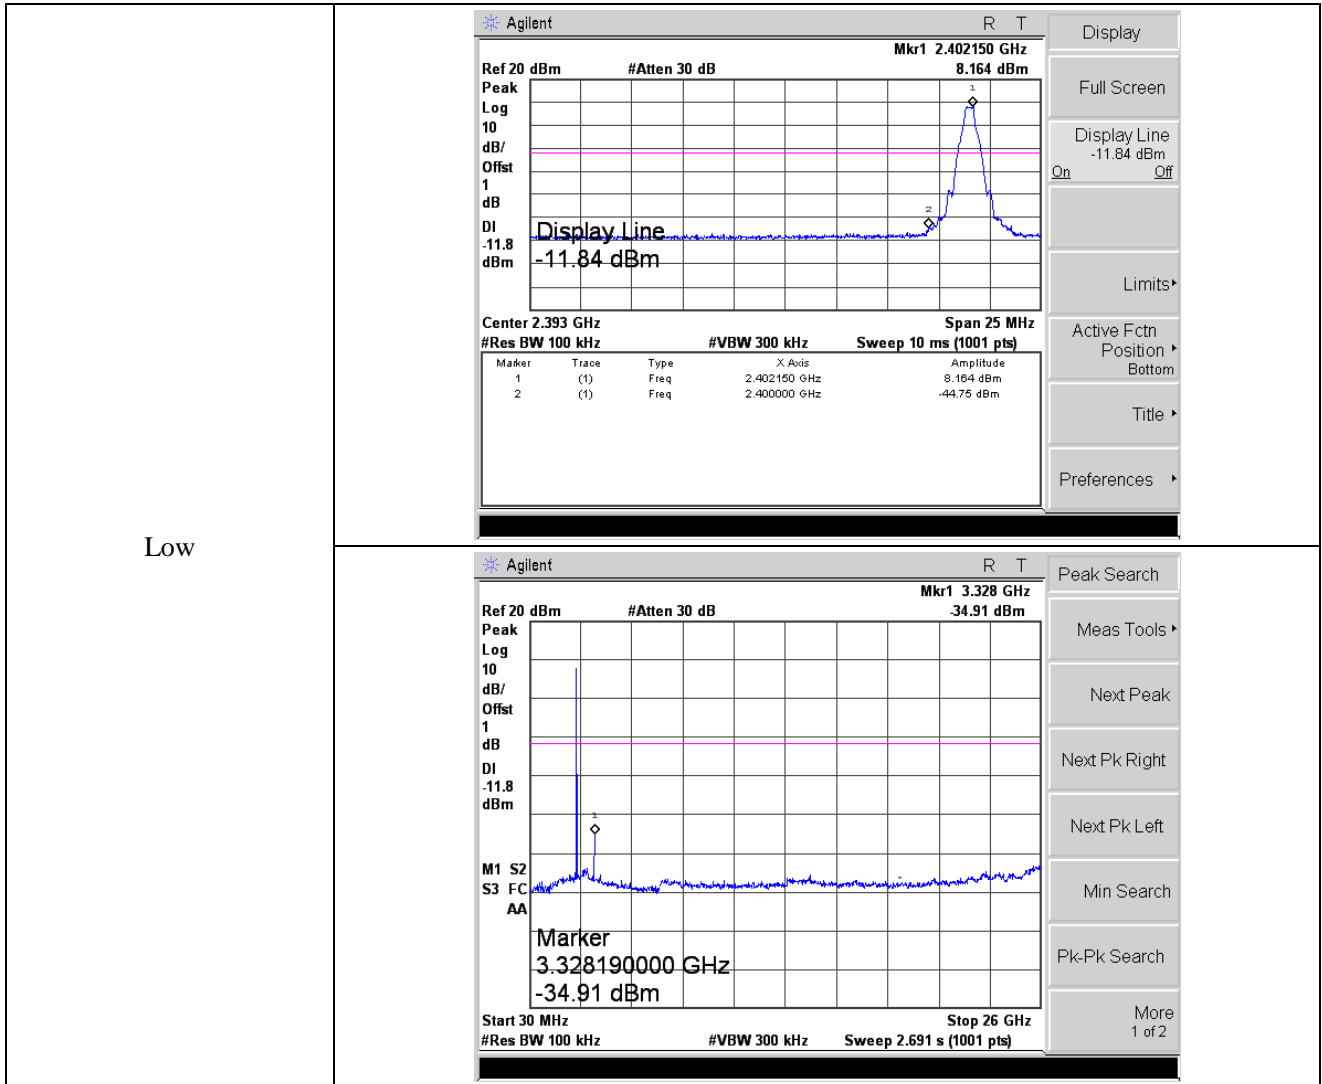 Low
Agilent
R T
Mkr1 2.402150 GHz
Ref 20 dBm #Atten 30 dB 8.164 dBm
Peak
Log
10
dB/
Offst
1
dB
DI
-11.8
dBm
1
2
Display Line
-11.84 dBm
Center 2.393 GHz Span 25 MHz
#Res BW 100 kHz #VBW 300 kHz Sweep 10 ms (1001 pts)
Marker Trace Type X Axis Amplitude
1 (1) Freq 2.402150 GHz 8.164 dBm
2 (1) Freq 2.400000 GHz -44.75 dBm
Display
Full Screen
Display Line
-11.84 dBm
On Off
Limits
Active Fctn
Position
Bottom
Title
Preferences
Agilent
R T
Mkr1 3.328 GHz
Ref 20 dBm #Atten 30 dB -34.91 dBm
Peak
Log
10
dB/
Offst
1
dB
DI
-11.8
dBm
1
M1 S2
S3 FC
AA
Marker
3.328190000 GHz
-34.91 dBm
Start 30 MHz Stop 26 GHz
#Res BW 100 kHz #VBW 300 kHz Sweep 2.691 s (1001 pts)
Peak Search
Meas Tools
Next Peak
Next Pk Right
Next Pk Left
Min Search
Pk-Pk Search
More
1 of 2